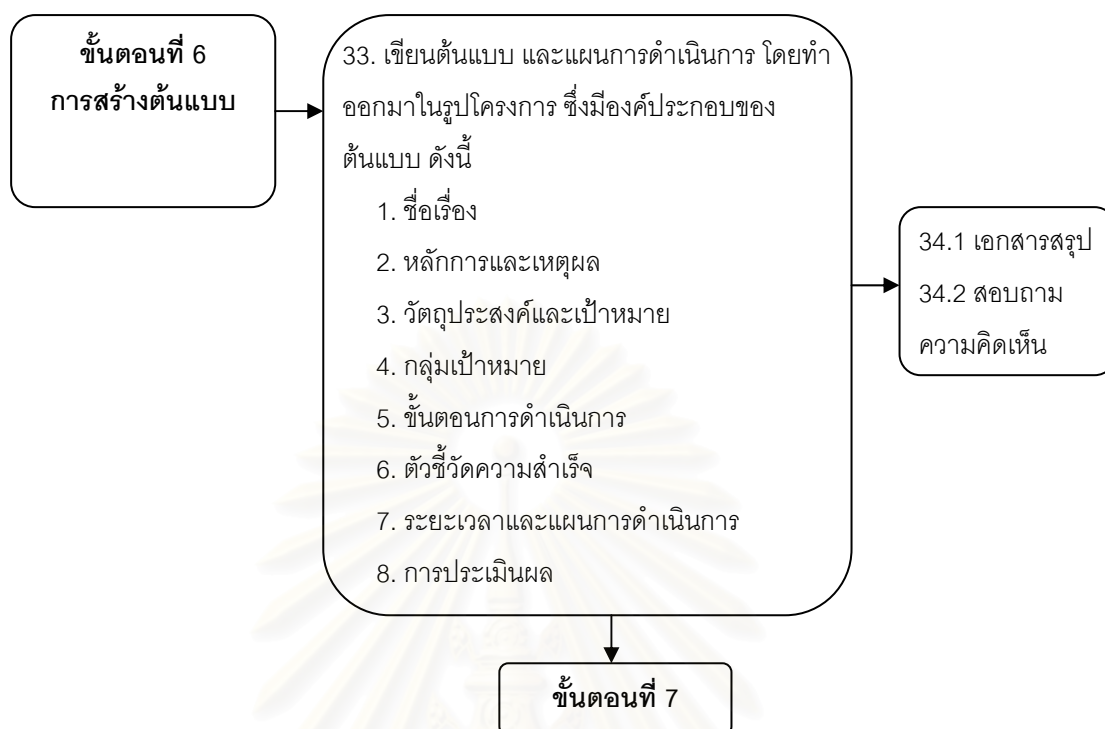 ขั้นตอนที่ 6
การสร้างต้นแบบ
33. เขียนต้นแบบ และแผนการดำเนินการ โดยทำ
ออกมาในรูปโครงการ ซึ่งมีองค์ประกอบของ
ต้นแบบ ดังนี้
1. ชื่อเรื่อง
2. หลักการและเหตุผล
3. วัตถุประสงค์และเป้าหมาย
4. กลุ่มเป้าหมาย
5. ขั้นตอนการดำเนินการ
6. ตัวชี้วัดความสำเร็จ
7. ระยะเวลาและแผนการดำเนินการ
8. การประเมินผล
34.1 เอกสารสรุป
34.2 สอบถาม
ความคิดเห็น
ขั้นตอนที่ 7